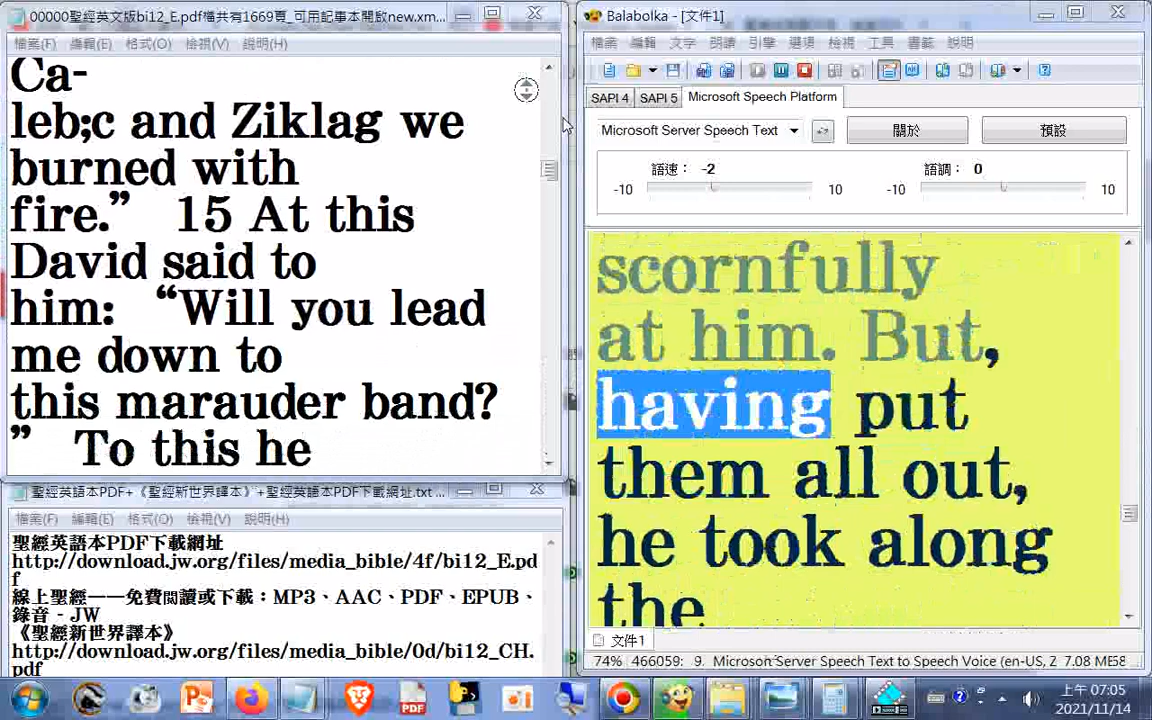 00000聖經英文版bi12_E.pdf檔共有1669頁_可用記事本開啟new.xm...
檔案(F) 編輯(E) 格式(O) 檢視(V) 說明(H)
Ca-
leb;c and Ziklag we
burned with
fire.” 15 At this
David said to
him: “Will you lead
me down to
this marauder band?
” To this he
聖經英語本PDF+《聖經新世界譯本》+聖經英語本PDF下載網址.txt ...
檔案(F) 編輯(E) 格式(O) 檢視(V) 說明(H)
聖經英語本PDF下載網址
http://download.jw.org/files/media_bible/4f/bi12_E.pd
f
線上聖經——免費閱讀或下載：MP3、AAC、PDF、EPUB、
錄音 - JW
《聖經新世界譯本》
http://download.jw.org/files/media_bible/0d/bi12_CH.
pdf
Balabolka - [文件1]
檔案 編輯 文字 朗讀 引擎 選項 檢視 工具 書籤 說明
SAPI 4 SAPI 5 Microsoft Speech Platform
Microsoft Server Speech Text 關於 預設
語速： -2 語調： 0
-10 10 -10 10
scornfully
at him. But,
having put
them all out,
he took along
the
文件1
74% 466059: 9. Microsoft Server Speech Text to Speech Voice (en-US, Z 7.08 ME58
上午 07:05
2021/11/14